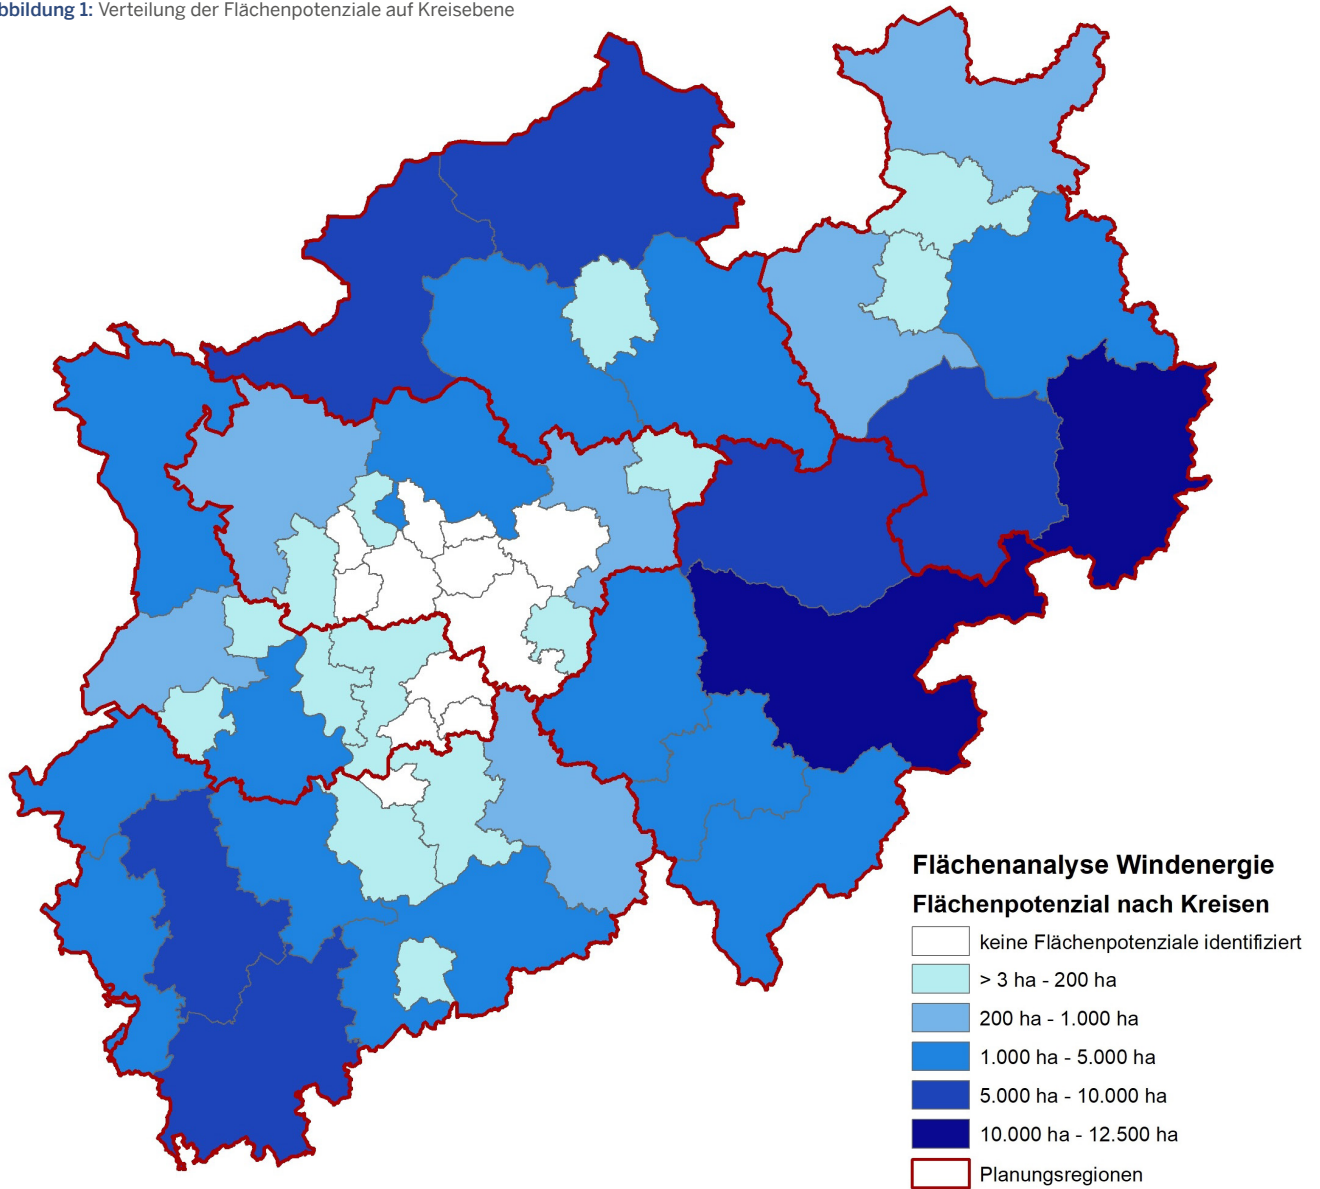 bbildung 1: Verteilung der Flächenpotenziale auf Kreisebene
Flächenanalyse Windenergie
Flächenpotenzial nach Kreisen
keine Flächenpotenziale identifiziert
> 3 ha - 200 ha
200 ha - 1.000 ha
1.000 ha - 5.000 ha
5.000 ha - 10.000 ha
10.000 ha - 12.500 ha
Planungsregionen